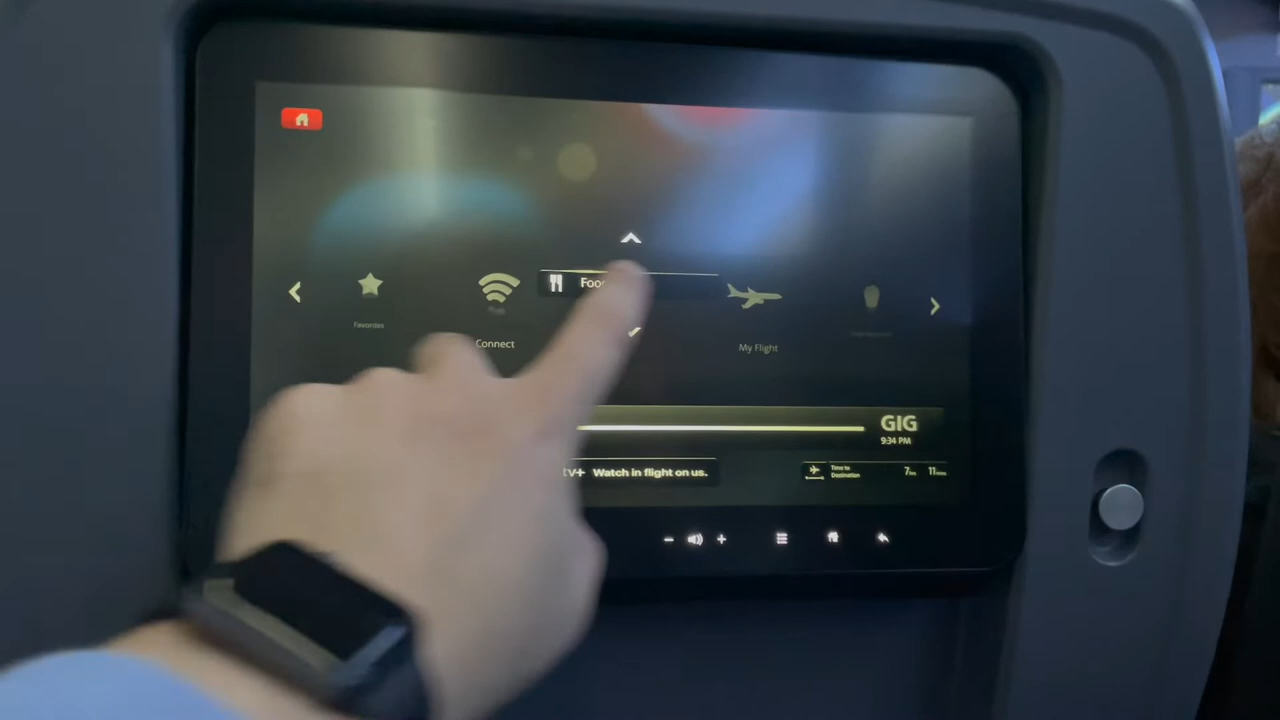 Favorites
Connect
Foo
My Flight
GIG
9:34 PM
tv+ Watch in flight on us.
Time to
Destination
7hrs 11mins